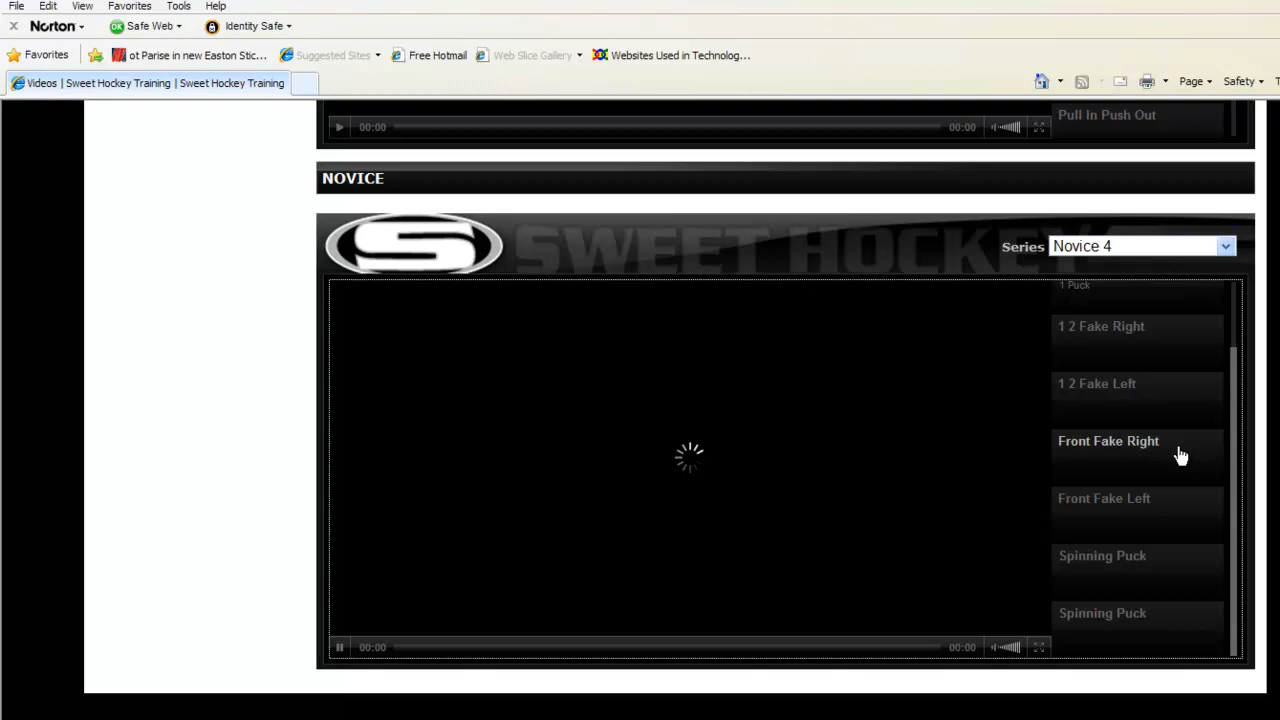 File Edit View Favorites Tools Help
Norton Safe Web Identity Safe
Favorites ot Parise in new Easton Stic... Suggested Sites Free Hotmail Web Slice Gallery Websites Used in Technolog...
Videos | Sweet Hockey Training | Sweet Hockey Training Page Safety
Pull In Push Out
00:00 00:00
NOVICE
S SWEET HOCKEY Series Novice 4
1 Puck
1 2 Fake Right
1 2 Fake Left
Front Fake Right
Front Fake Left
Spinning Puck
Spinning Puck
00:00 00:00